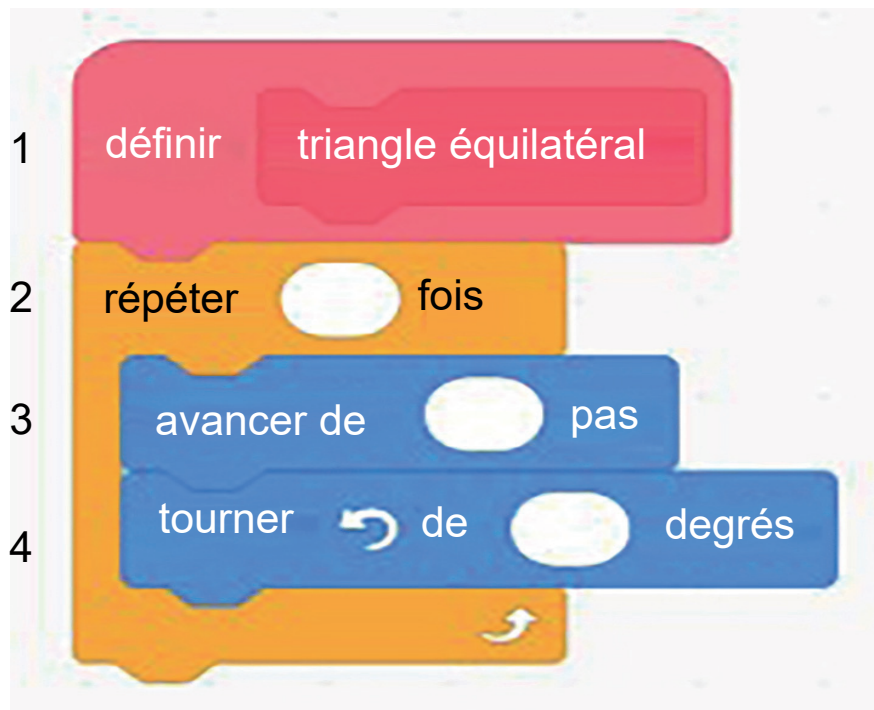 1 définir triangle équilatéral
2 répéter fois
3 avancer de pas
4 tourner de degrés